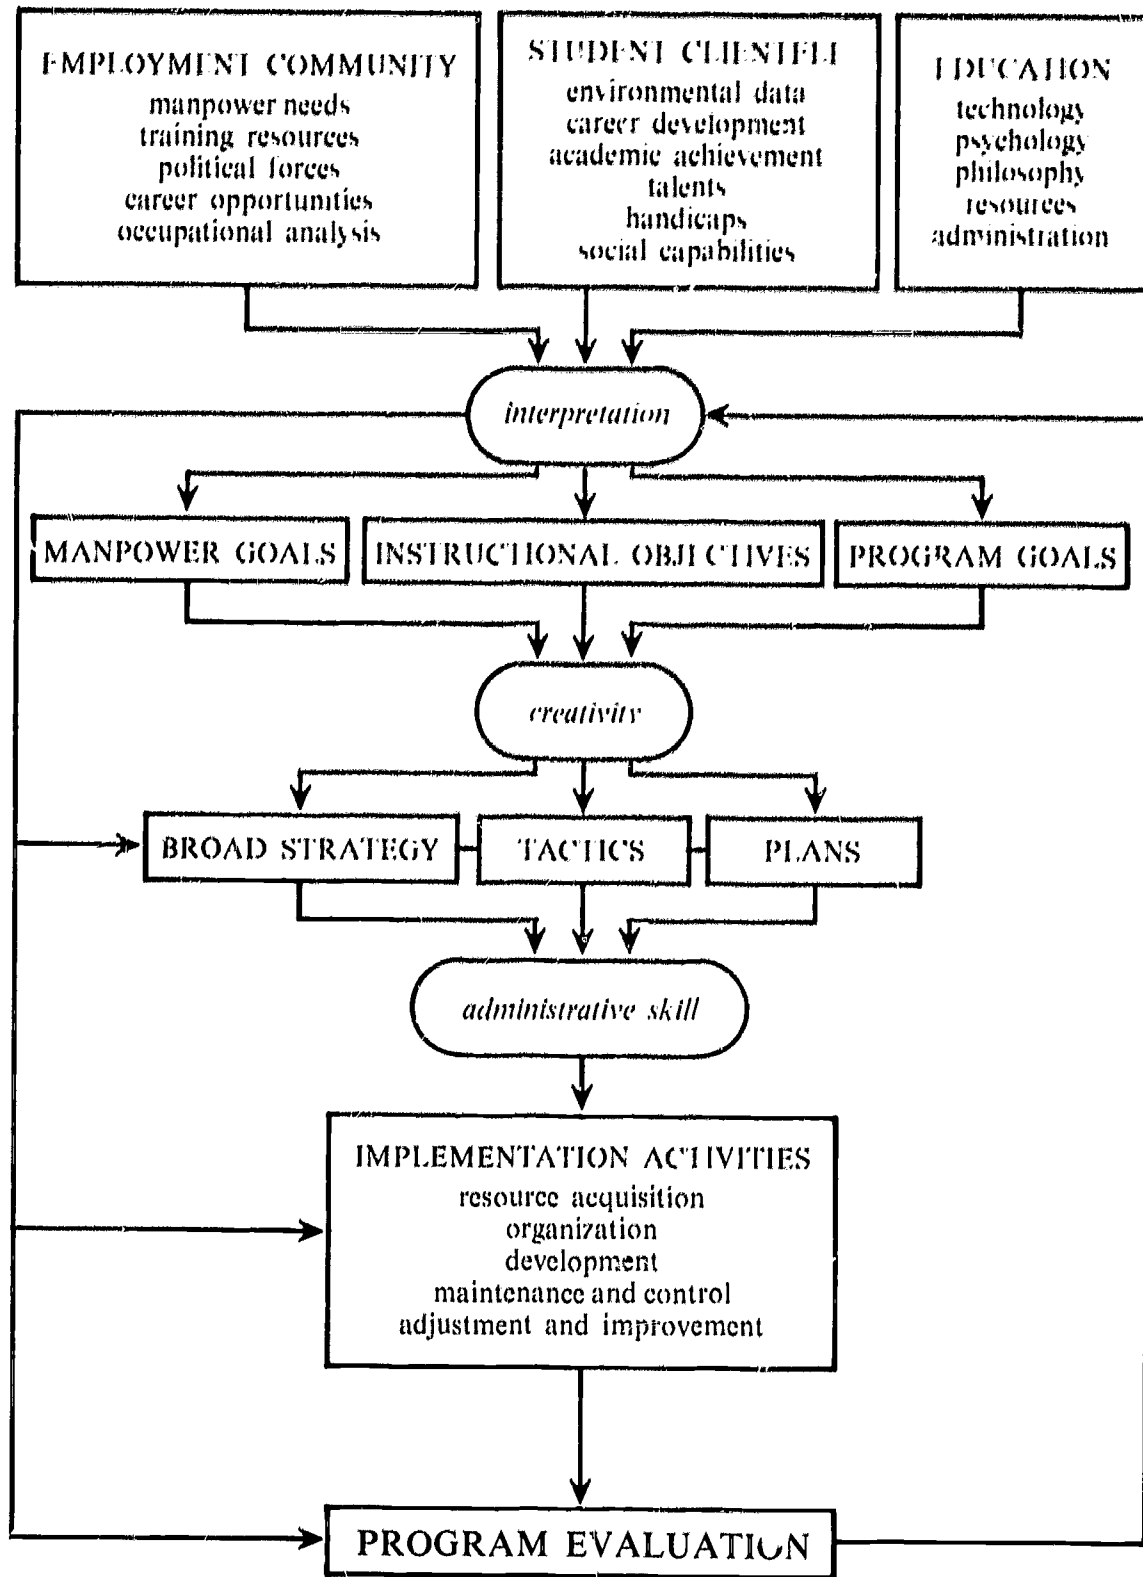 EMPLOYMENT COMMUNITY
manpower needs
training resources
political forces
career opportunities
occupational analysis
STUDENT CLIENTELE
environmental data
career development
academic achievement
talents
handicaps
social capabilities
EDUCATION
technology
psychology
philosophy
resources
administration
interpretation
MANPOWER GOALS
INSTRUCTIONAL OBJECTIVES
PROGRAM GOALS
creativity
BROAD STRATEGY
TACTICS
PLANS
administrative skill
IMPLEMENTATION ACTIVITIES
resource acquisition
organization
development
maintenance and control
adjustment and improvement
PROGRAM EVALUATION